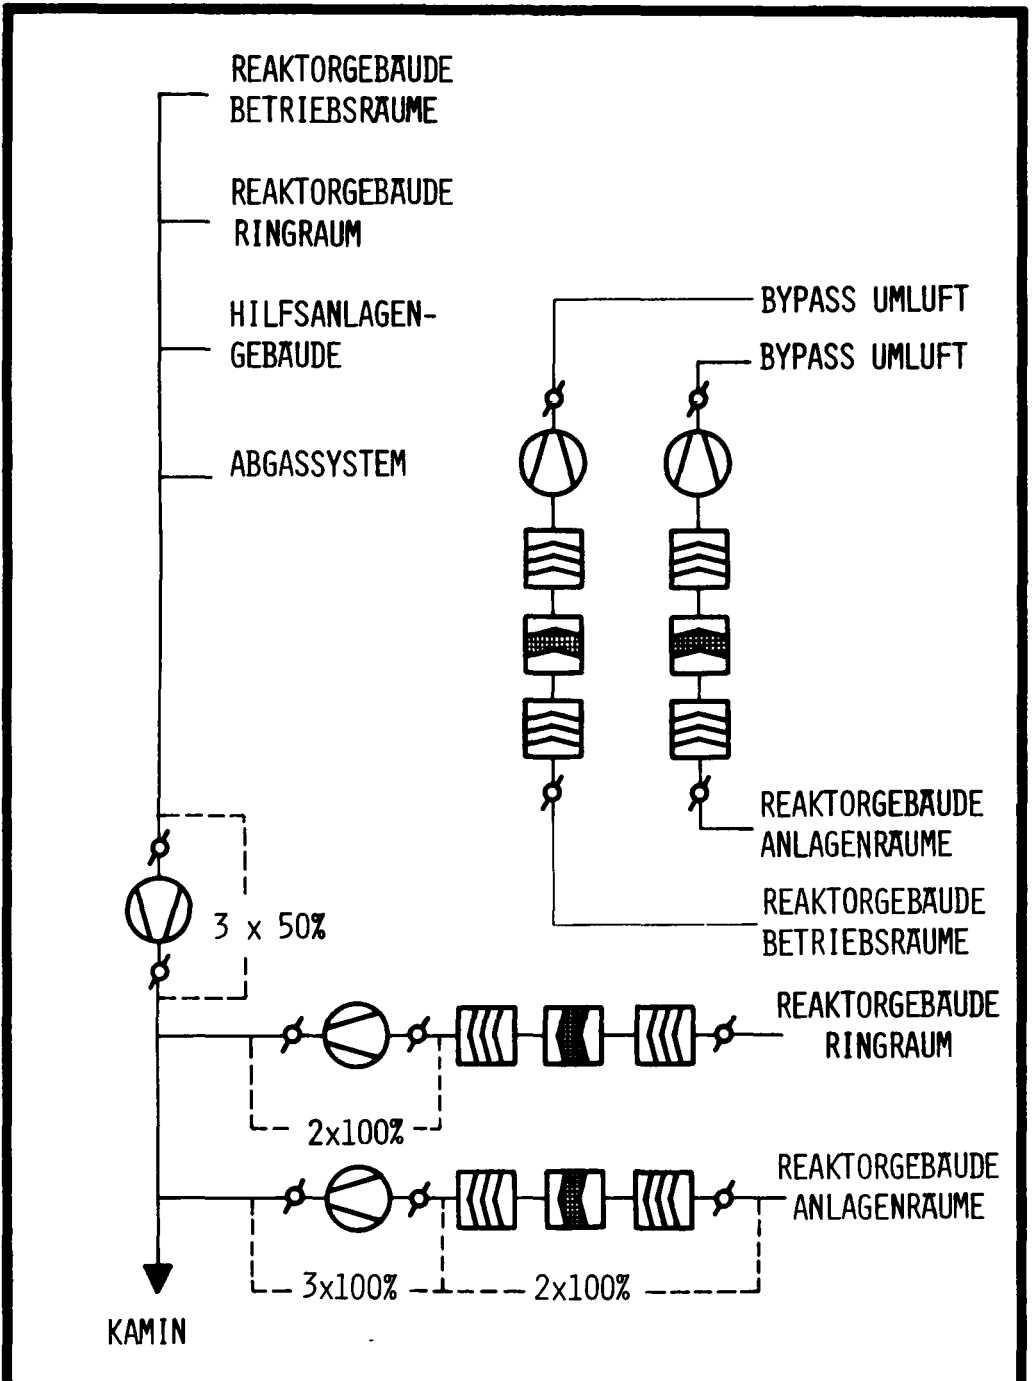 REAKTORGEBÄUDE
BETRIEBSRÄUME
REAKTORGEBÄUDE
RINGRAUM
HILFSANLAGEN-
GEBÄUDE
BYPASS UMLUFT
BYPASS UMLUFT
ABGASSYSTEM
REAKTORGEBÄUDE
ANLAGENRÄUME
3 x 50%
REAKTORGEBÄUDE
BETRIEBSRÄUME
REAKTORGEBÄUDE
RINGRAUM
2x100%
REAKTORGEBÄUDE
ANLAGENRÄUME
3x100%
2x100%
KAMIN